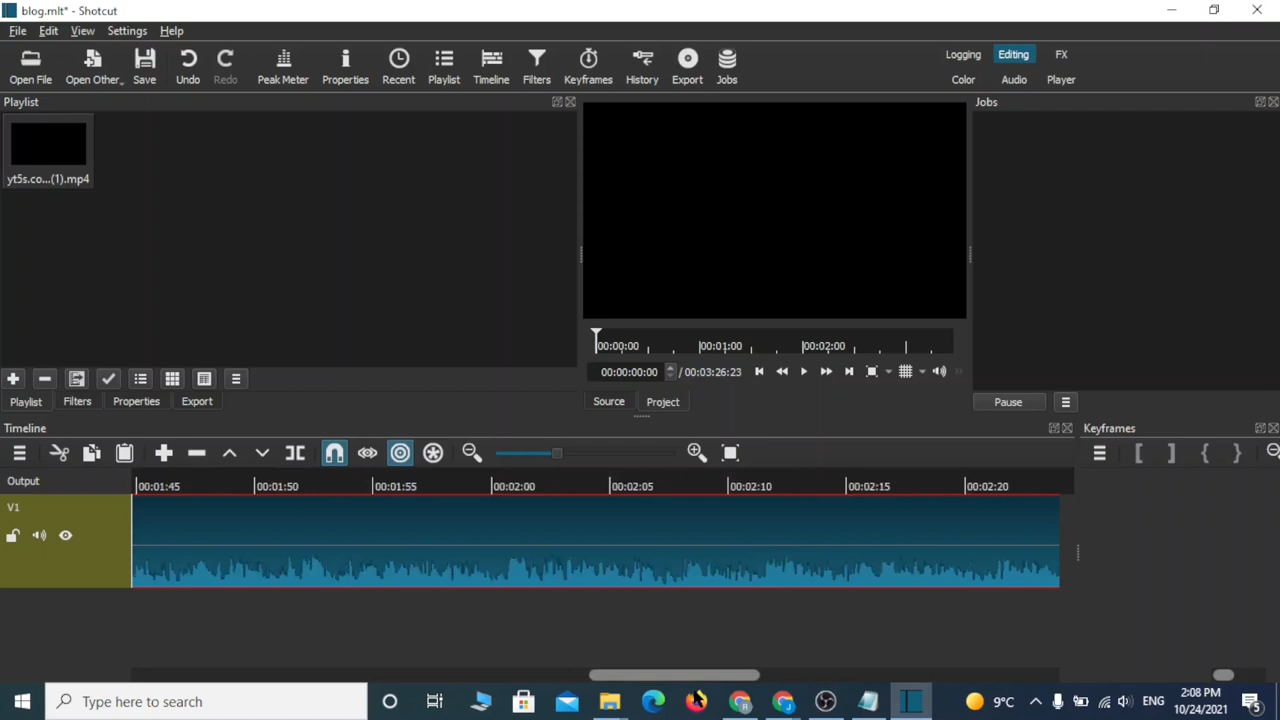 blog.mlt* - Shotcut
File Edit View Settings Help
Open File Open Other... Save Undo Redo Peak Meter Properties Recent Playlist Timeline Filters Keyframes History Export Jobs
Logging Editing FX
Color Audio Player
Playlist
Jobs
yt5s.co...(1).mp4
00:00:00 00:01:00 00:02:00
00:00:00:00 / 00:03:26:23
Playlist Filters Properties Export
Source Project
Pause
Timeline
Keyframes
Output
00:01:45 00:01:50 00:01:55 00:02:00 00:02:05 00:02:10 00:02:15 00:02:20
V1
Type here to search
9°C
ENG
2:08 PM
10/24/2021
5